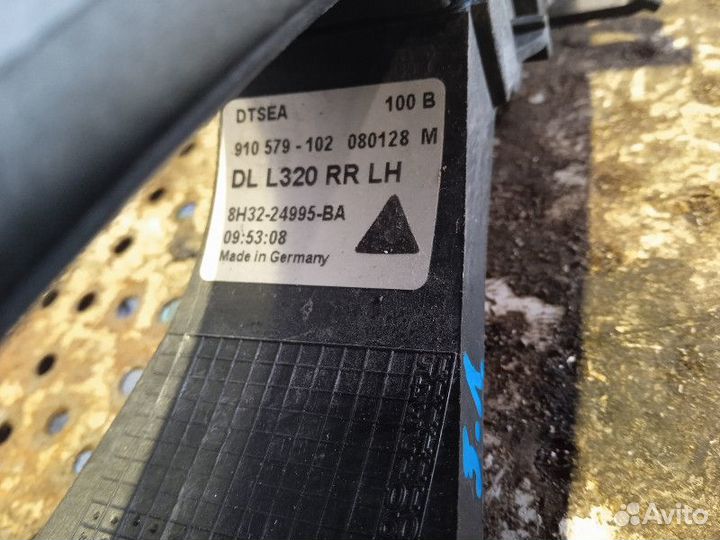 DTSEA 100 B
910 579 - 102 080128 M
DL L320 RR LH
8H32-24995-BA
09:53:08
Made in Germany
Avito